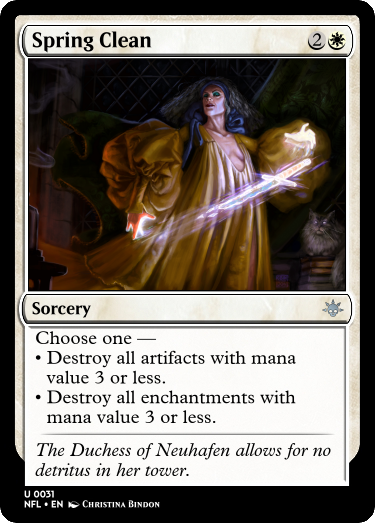 Spring Clean
2
Sorcery
Choose one —
• Destroy all artifacts with mana
value 3 or less.
• Destroy all enchantments with
mana value 3 or less.
The Duchess of Neuhafen allows for no
detritus in her tower.
U 0031
NFL • EN Christina Bindon